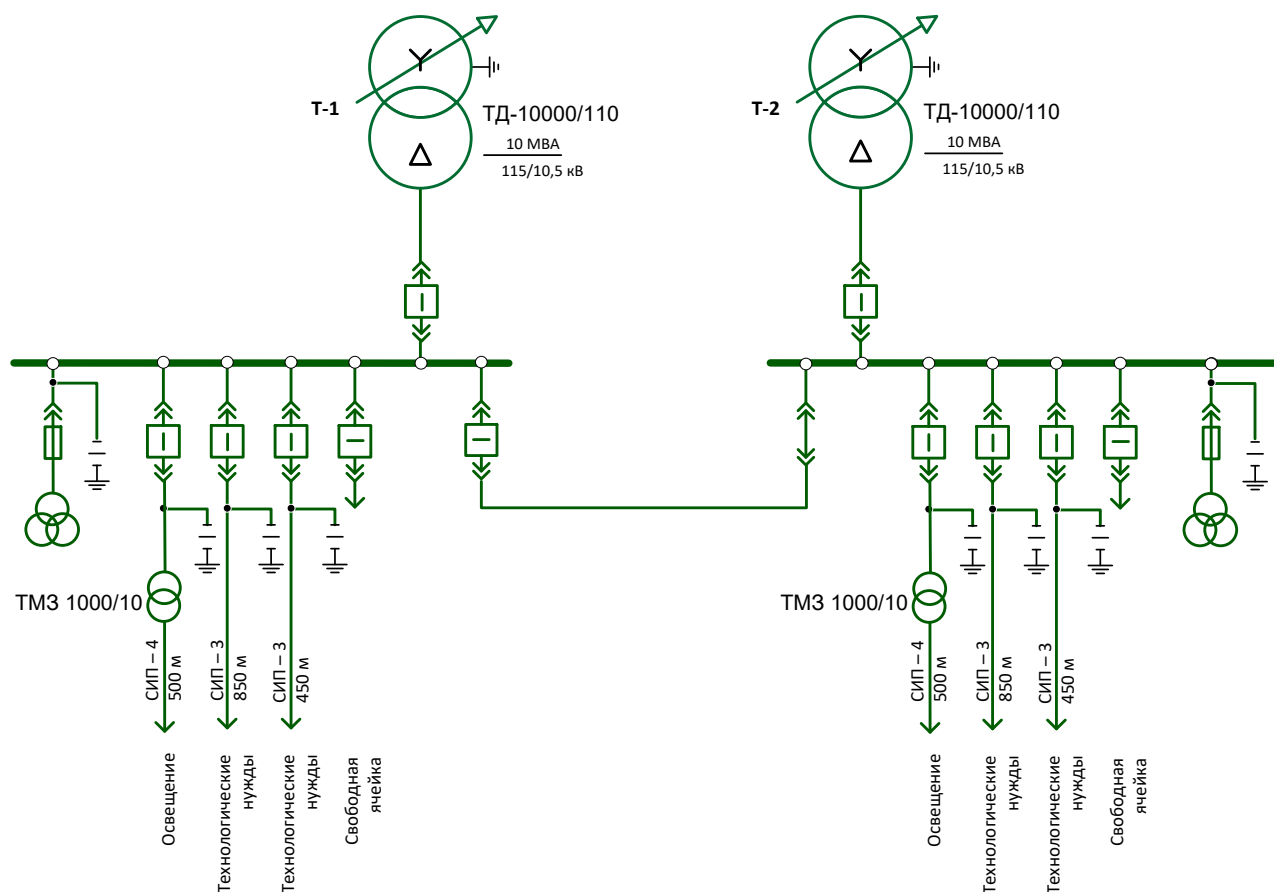 Т-1
ТД-10000/110
10 МВА
115/10,5 кВ
Т-2
ТД-10000/110
10 МВА
115/10,5 кВ
ТМЗ 1000/10
СИП – 4
500 м
СИП – 3
850 м
СИП – 3
450 м
ТМЗ 1000/10
СИП – 4
500 м
СИП – 3
850 м
СИП – 3
450 м
Освещение
Технологические
нужды
Технологические
нужды
Свободная
ячейка
Освещение
Технологические
нужды
Технологические
нужды
Свободная
ячейка